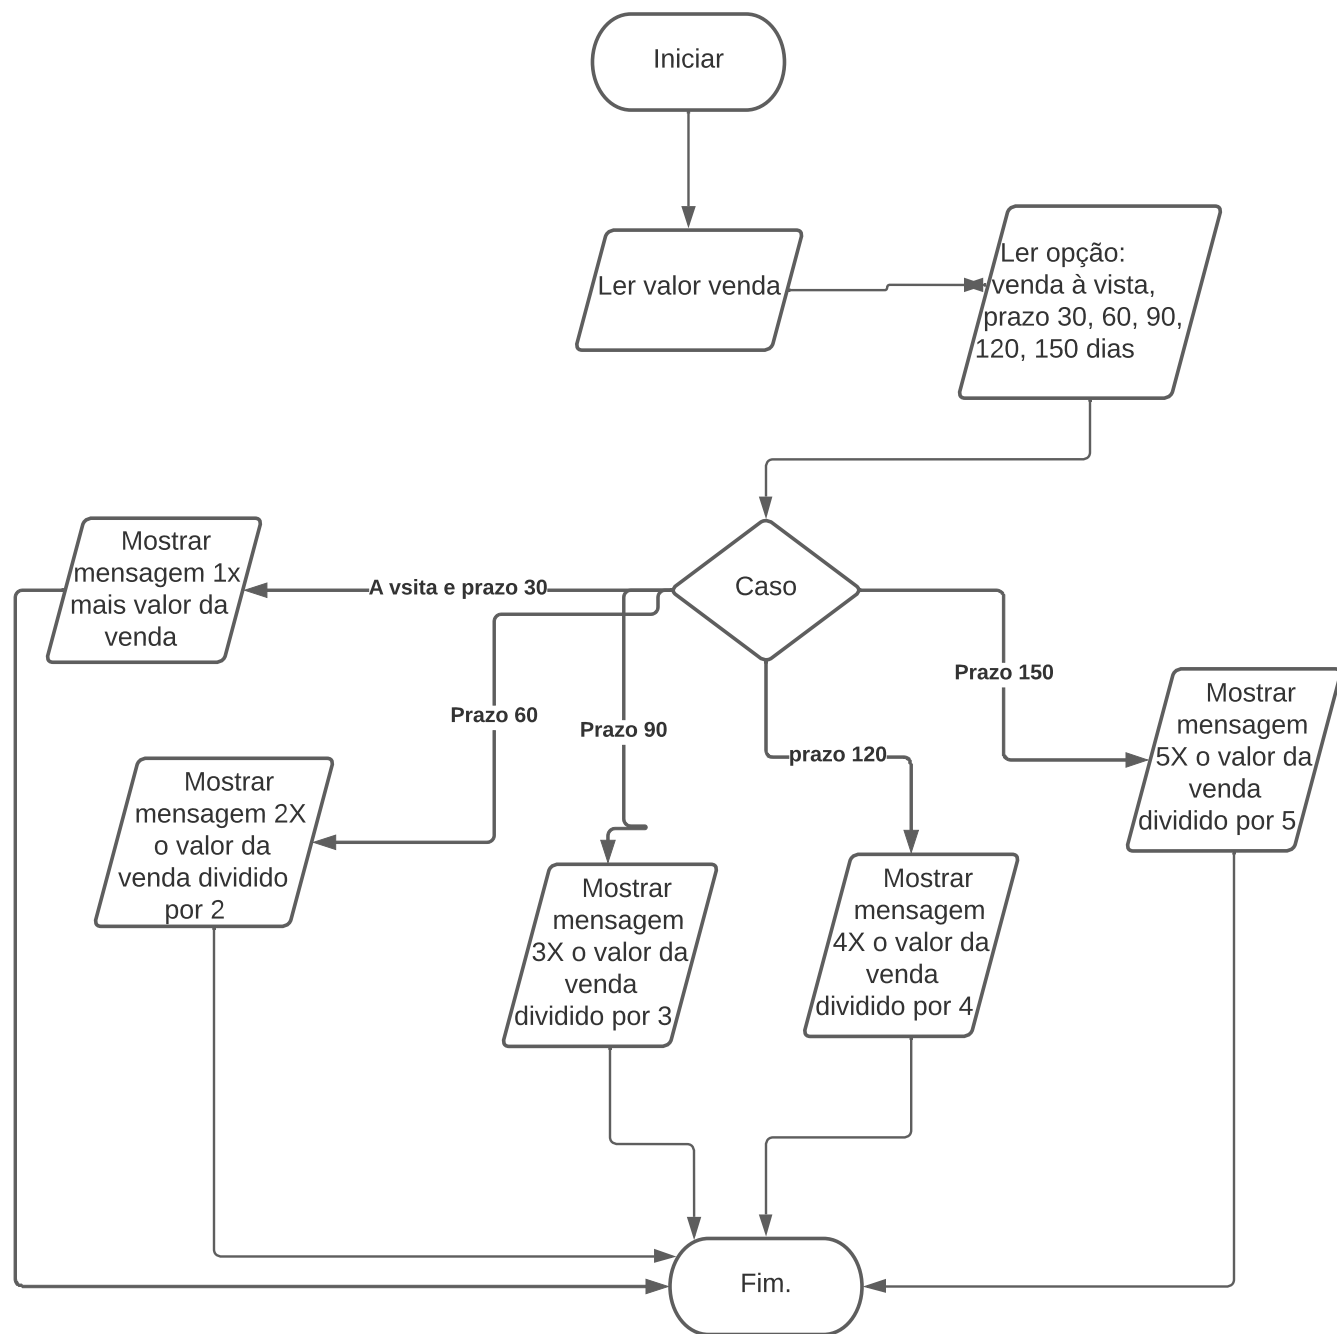 Iniciar
Ler valor venda
Ler opção:
venda à vista,
prazo 30, 60, 90,
120, 150 dias
Caso
A vsita e prazo 30
Mostrar
mensagem 1x
mais valor da
venda
Prazo 60
Prazo 90
prazo 120
Prazo 150
Mostrar
mensagem 2X
o valor da
venda dividido
por 2
Mostrar
mensagem
3X o valor da
venda
dividido por 3
Mostrar
mensagem
4X o valor da
venda
dividido por 4
Mostrar
mensagem
5X o valor da
venda
dividido por 5
Fim.